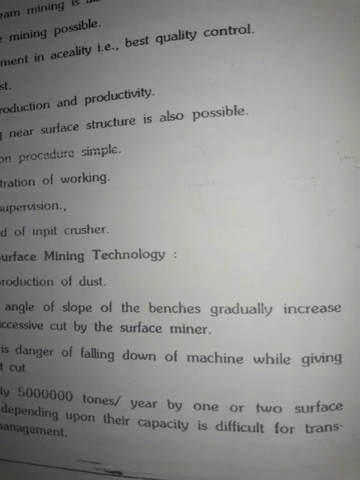 eam mining is
mining possible.
ment in aceality i.e., best quality control.
st.
roduction and productivity.
near surface structure is also possible.
on procedure simple.
tration of working.
supervision.,
d of inpit crusher.
urface Mining Technology :
roduction of dust.
angle of slope of the benches gradually increase
ccessive cut by the surface miner.
is danger of falling down of machine while giving
t cut.
ly 5000000 tones/ year by one or two surface
depending upon their capacity is difficult for trans-
anagement.